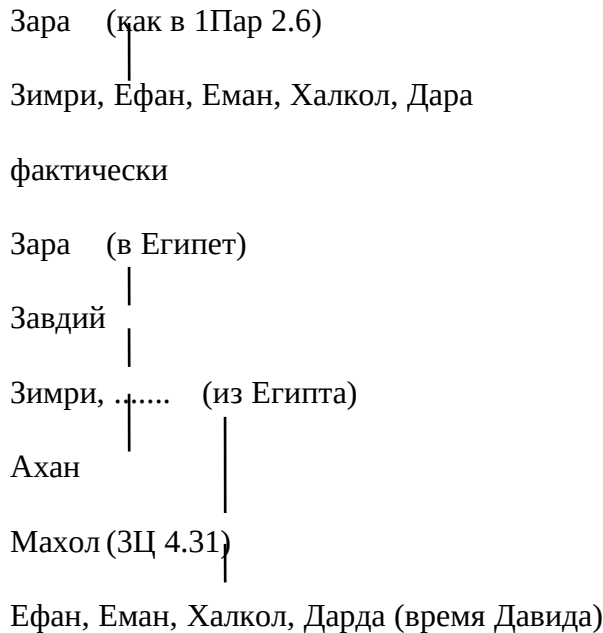 Зара (как в 1Пар 2.6)
Зимри, Ефан, Еман, Халкол, Дара
фактически
Зара (в Египет)
Завдий
Зимри, ....... (из Египта)
Ахан
Махол (3Ц 4.31)
Ефан, Еман, Халкол, Дарда (время Давида)